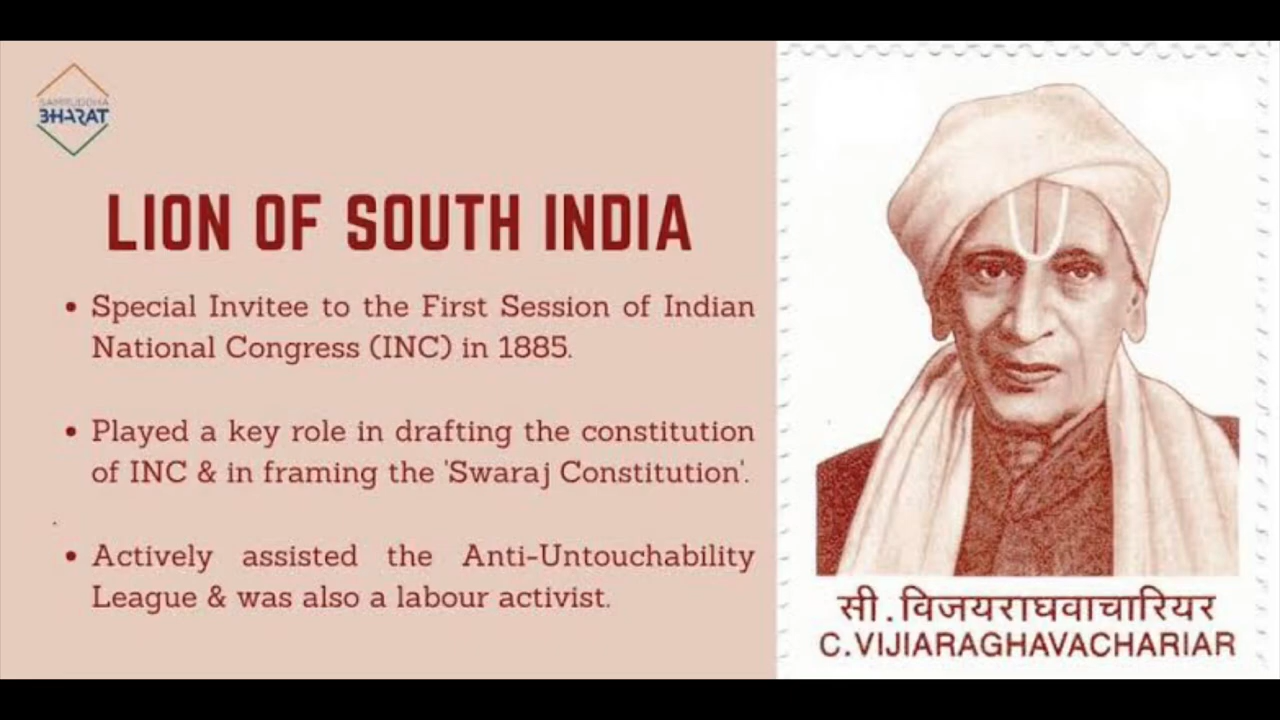 SAMRUDDHA
BHARAT
LION OF SOUTH INDIA
• Special Invitee to the First Session of Indian
National Congress (INC) in 1885.
• Played a key role in drafting the constitution
of INC & in framing the 'Swaraj Constitution'.
• Actively assisted the Anti-Untouchability
League & was also a labour activist.
सी. विजयराघवाचारियर
C.VIJIARAGHAVACHARIAR